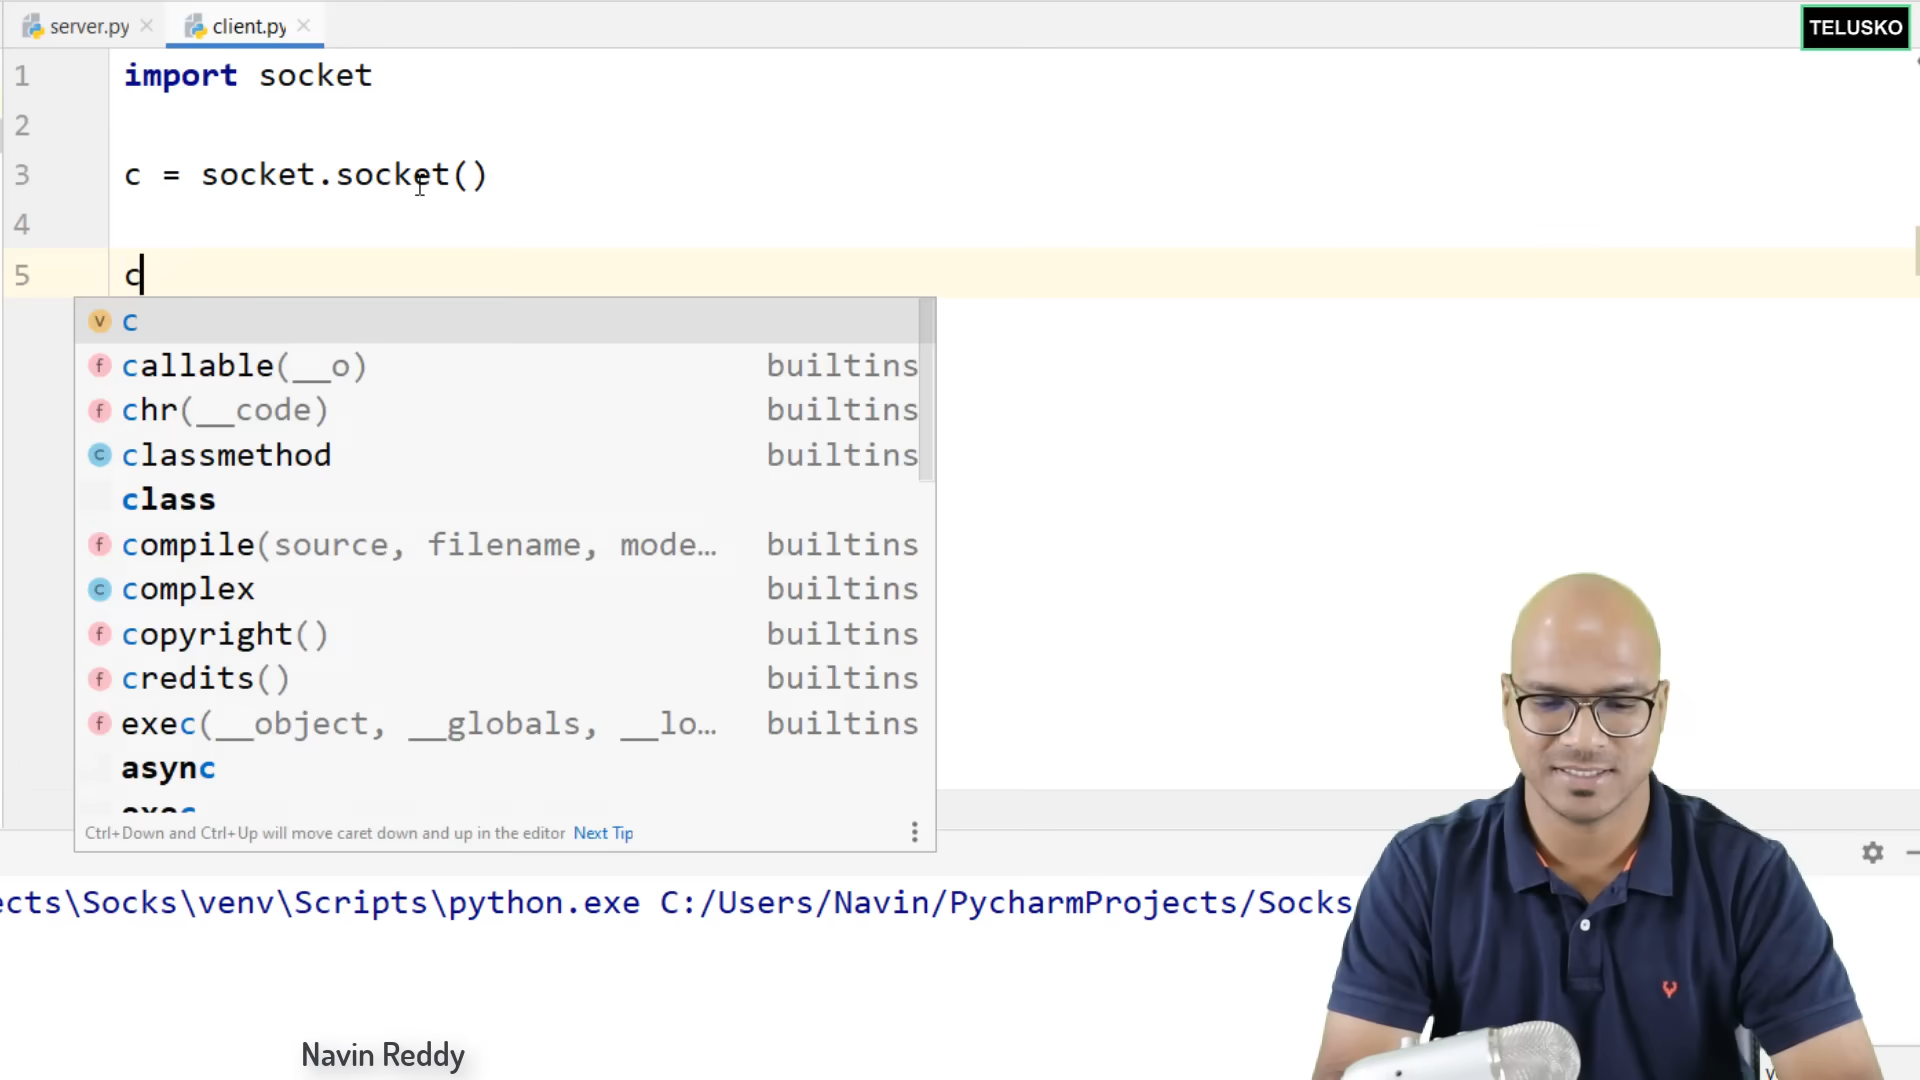 server.py client.py
TELUSKO
1 import socket
2
3 c = socket.socket()
4
5 c
v c
f callable(__o) builtins
f chr(__code) builtins
c classmethod builtins
class
f compile(source, filename, mode… builtins
c complex builtins
f copyright() builtins
f credits() builtins
f exec(__object, __globals, __lo… builtins
async
exec
Ctrl+Down and Ctrl+Up will move caret down and up in the editor Next Tip
ects\Socks\venv\Scripts\python.exe C:/Users/Navin/PycharmProjects/Socks
Navin Reddy